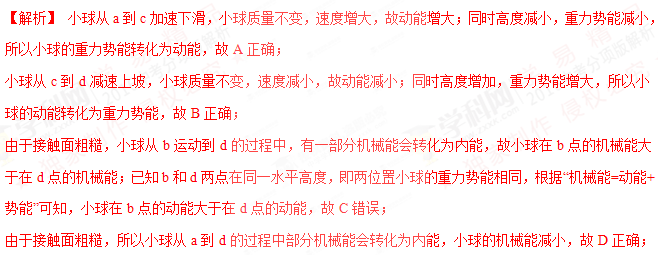 【解析】 小球从 a 到 c 加速下滑，小球质量不变，速度增大，故动能增大；同时高度减小，重力势能减小，
所以小球的重力势能转化为动能，故 A 正确；
小球从 c 到 d 减速上坡，小球质量不变，速度减小，故动能减小；同时高度增加，重力势能增大，所以小
球的动能转化为重力势能，故 B 正确；
由于接触面粗糙，小球从 b 运动到 d 的过程中，有一部分机械能会转化为内能，故小球在 b 点的机械能大
于在 d 点的机械能；已知 b 和 d 两点在同一水平高度，即两位置小球的重力势能相同，根据“机械能=动能+
势能”可知，小球在 b 点的动能大于在 d 点的动能，故 C 错误；
由于接触面粗糙，所以小球从 a 到 d 的过程中部分机械能会转化为内能，小球的机械能减小，故 D 正确；